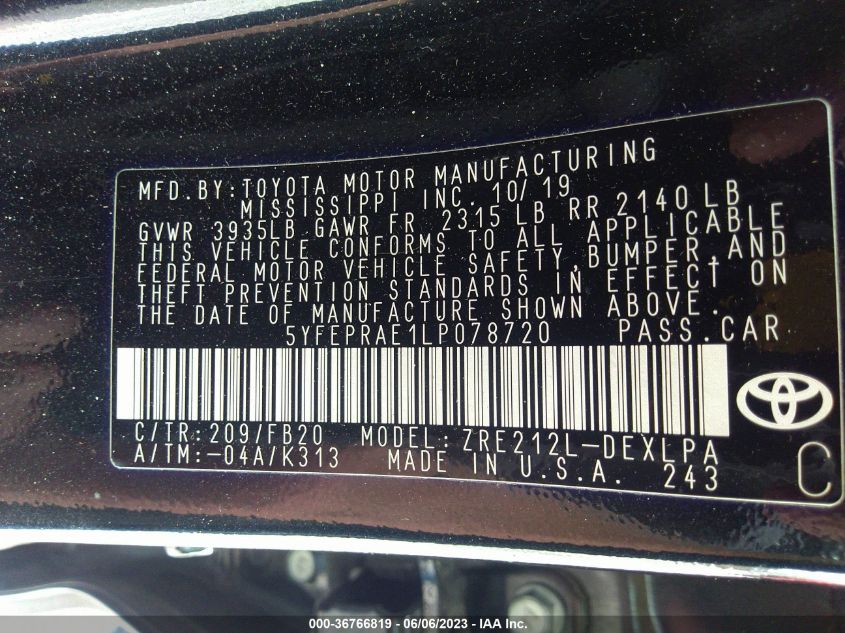 MFD.BY:TOYOTA MOTOR MANUFACTURING
MISSISSIPPI INC. 10/19
GVWR 3935LB GAWR FR 2315 LB RR 2140 LB
THIS VEHICLE CONFORMS TO ALL APPLICABLE
FEDERAL MOTOR VEHICLE SAFETY,BUMPER,AND
THEFT PREVENTION STANDARDS IN EFFECT ON
THE DATE OF MANUFACTURE SHOWN ABOVE.
5YFEPRAE1LP078720 PASS.CAR
C/TR:209/FB20 MODEL:ZRE212L-DEXLPA
A/TM:-04A/K313 MADE IN U.S.A. 243
C
000-36766819 - 06/06/2023 - IAA Inc.